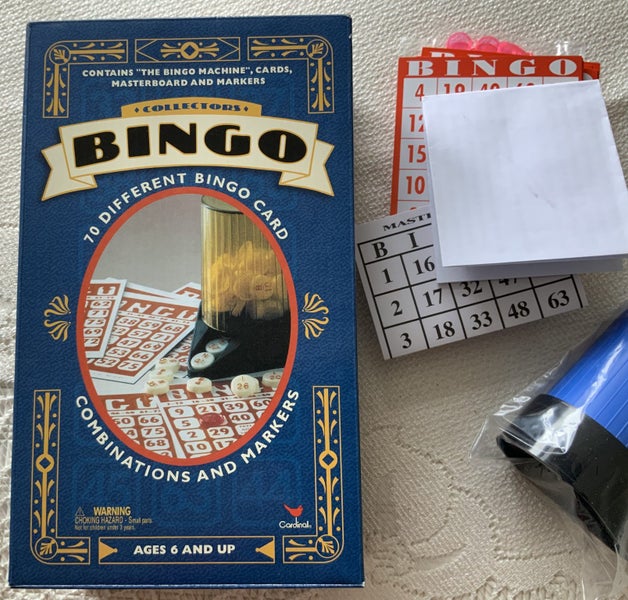 CONTAINS "THE BINGO MACHINE", CARDS,
MASTERBOARD AND MARKERS
COLLECTORS
BINGO
70 DIFFERENT BINGO CARD
COMBINATIONS AND MARKERS
WARNING
CHOKING HAZARD - Small parts
Not for children under 3 years.
Cardinal
AGES 6 AND UP
BINGO
4 19
12
15
10
B I
1 16
2 17 32 47
3 18 33 48 63